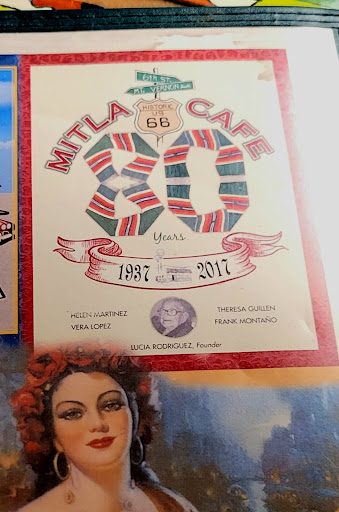 6TH ST.
MT. VERNON Ave
HISTORIC
US
66
MITLA CAFE
80
Years
1937 2017
HELEN MARTINEZ
THERESA GUILLEN
VERA LOPEZ
FRANK MONTAÑO
LUCIA RODRIGUEZ, Founder